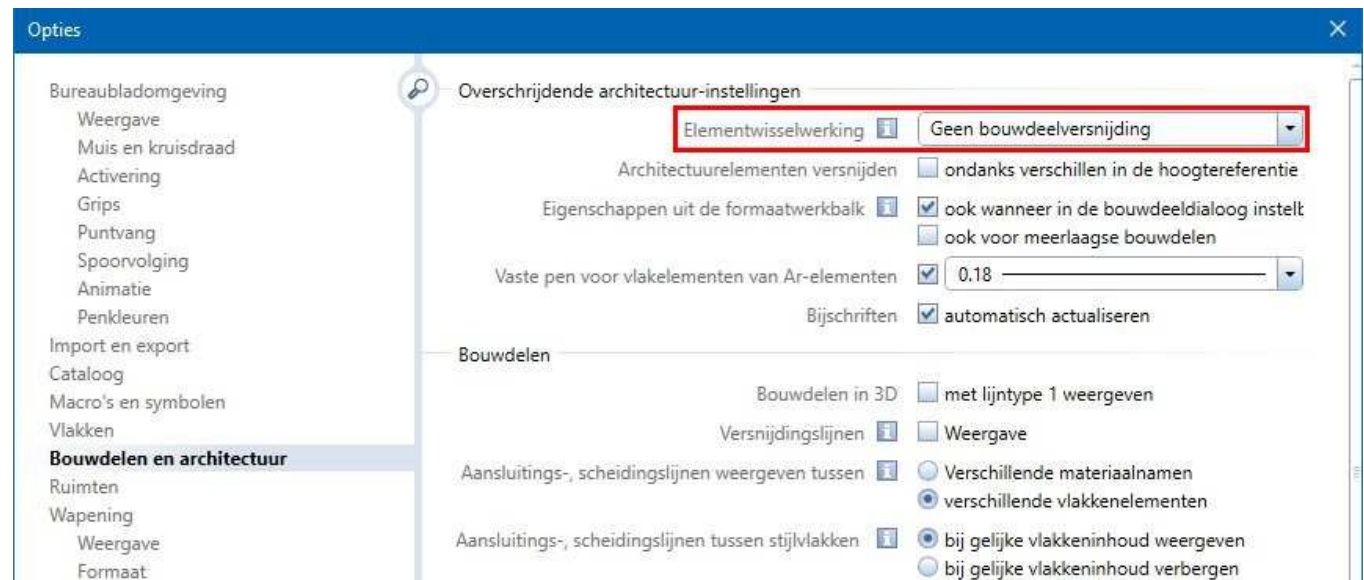 Opties
Bureaubladomgeving
Weergave
Muis en kruisdraad
Activering
Grips
Puntvang
Spoorvolging
Animatie
Penkleuren
Import en export
Cataloog
Macro's en symbolen
Vlakken
Bouwdelen en architectuur
Ruimten
Wapening
Weergave
Formaat
Overschrijdende architectuur-instellingen
Elementwisselwerking Geen bouwdeelversnijding
Architectuurelementen versnijden ondanks verschillen in de hoogtereferentie
Eigenschappen uit de formaatwerkbalk ook wanneer in de bouwdeeldialoog instelb
ook voor meerlaagse bouwdelen
Vaste pen voor vlakelementen van Ar-elementen 0.18
Bijschriften automatisch actualiseren
Bouwdelen
Bouwdelen in 3D met lijntype 1 weergeven
Versnijdingslijnen Weergave
Aansluitings-, scheidingslijnen weergeven tussen Verschillende materiaalnamen
verschillende vlakkenelementen
Aansluitings-, scheidingslijnen tussen stijlvlakken bij gelijke vlakkeninhoud weergeven
bij gelijke vlakkeninhoud verbergen